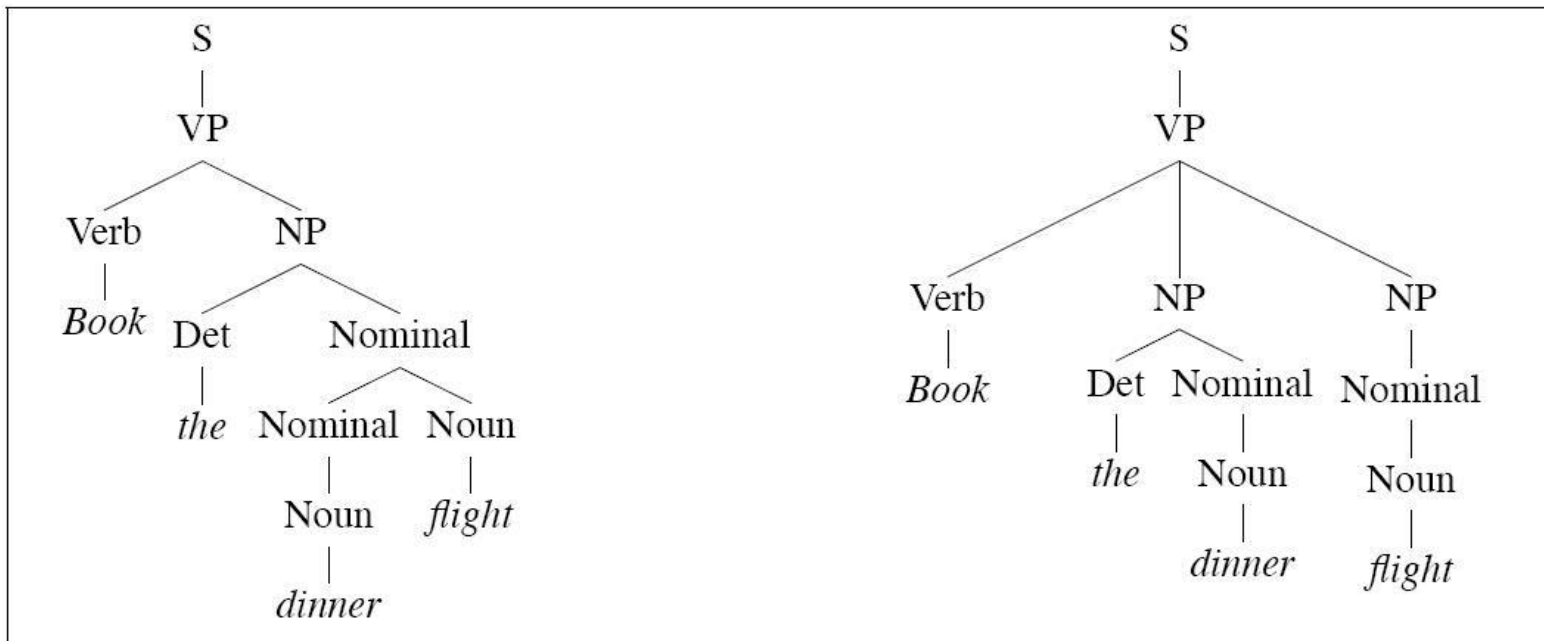 S
VP
Verb NP
Book Det Nominal
the Nominal Noun
Noun flight
dinner
S
VP
Verb NP NP
Book Det Nominal Nominal
the Noun Noun
dinner flight